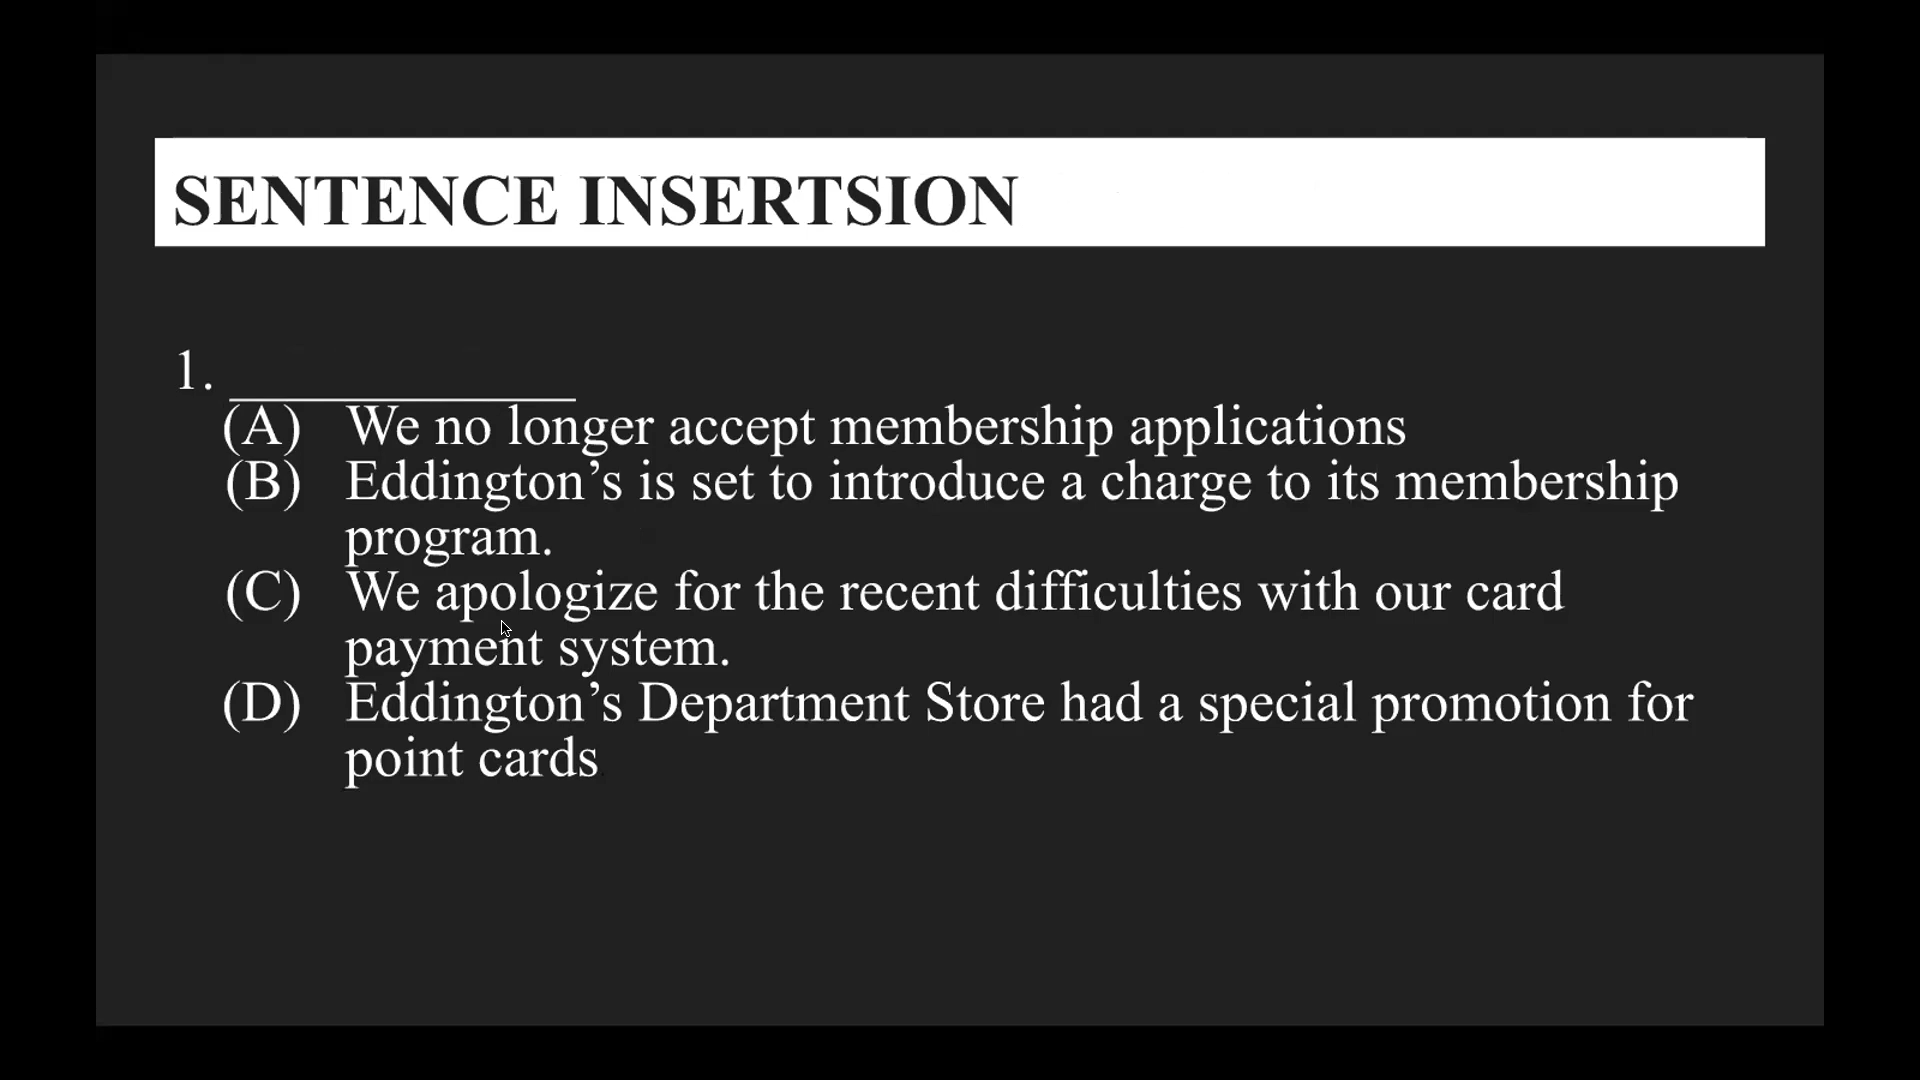 SENTENCE INSERTSION
1. ____________
(A) We no longer accept membership applications
(B) Eddington’s is set to introduce a charge to its membership
program.
(C) We apologize for the recent difficulties with our card
payment system.
(D) Eddington’s Department Store had a special promotion for
point cards